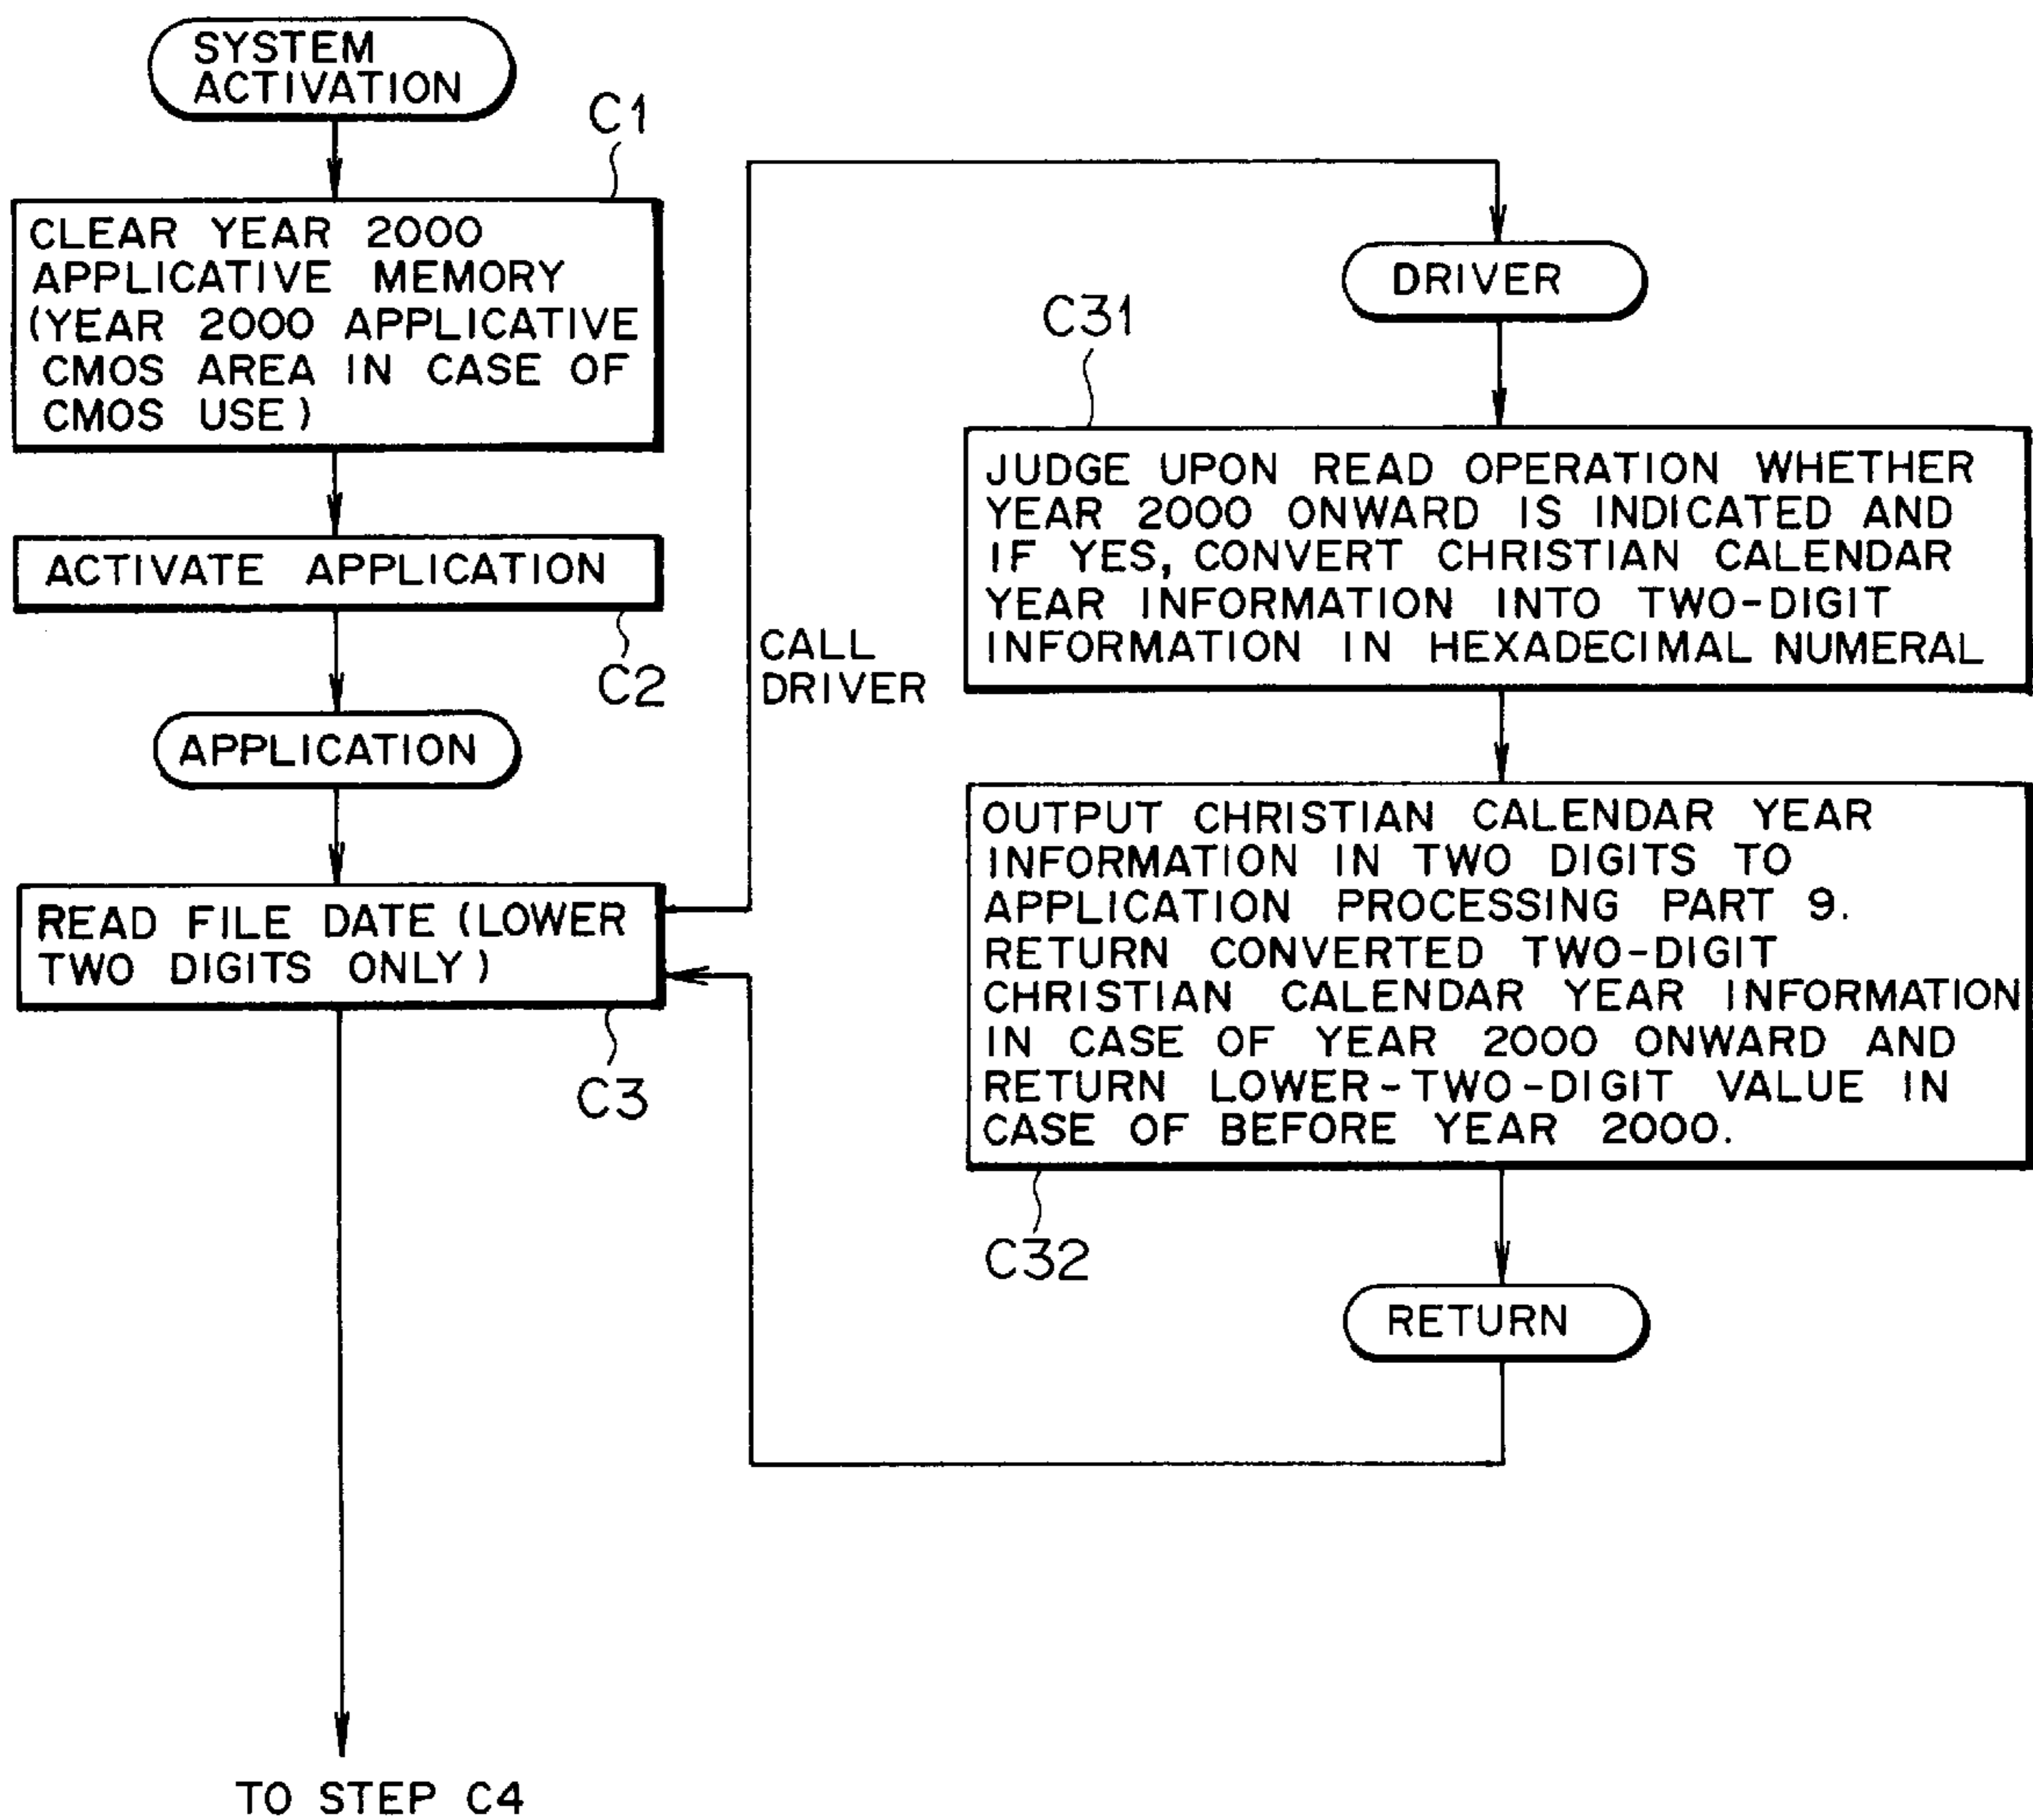 SYSTEM
ACTIVATION
C1
CLEAR YEAR 2000
APPLICATIVE MEMORY
(YEAR 2000 APPLICATIVE
CMOS AREA IN CASE OF
CMOS USE)
ACTIVATE APPLICATION
C2
APPLICATION
READ FILE DATE (LOWER
TWO DIGITS ONLY)
C3
TO STEP C4
CALL
DRIVER
DRIVER
C31
JUDGE UPON READ OPERATION WHETHER
YEAR 2000 ONWARD IS INDICATED AND
IF YES, CONVERT CHRISTIAN CALENDAR
YEAR INFORMATION INTO TWO-DIGIT
INFORMATION IN HEXADECIMAL NUMERAL
OUTPUT CHRISTIAN CALENDAR YEAR
INFORMATION IN TWO DIGITS TO
APPLICATION PROCESSING PART 9.
RETURN CONVERTED TWO-DIGIT
CHRISTIAN CALENDAR YEAR INFORMATION
IN CASE OF YEAR 2000 ONWARD AND
RETURN LOWER-TWO-DIGIT VALUE IN
CASE OF BEFORE YEAR 2000.
C32
RETURN